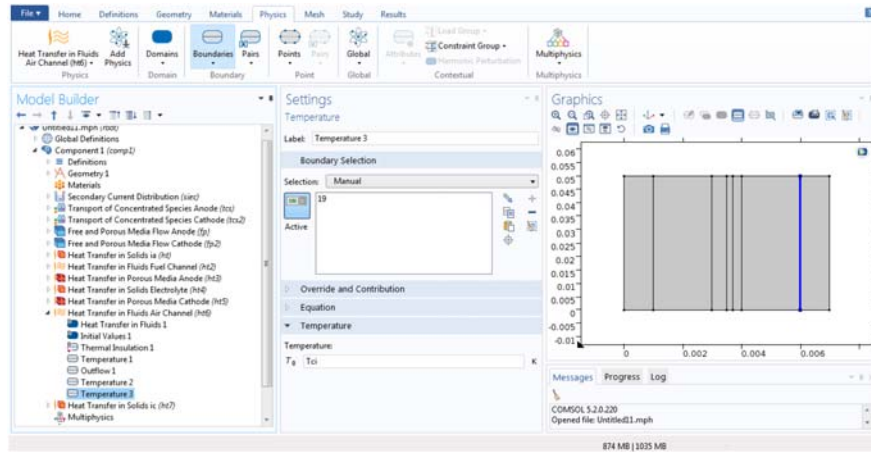 File Home Definitions Geometry Materials Physics Mesh Study Results
Heat Transfer in Fluids
Air Channel (ht6)
Add
Physics
Domains
Boundaries
Pairs
Points
Pairs
Global
Attributes
Load Group
Constraint Group
Harmonic Perturbation
Multiphysics
Physics Domain Boundary Point Global Contextual Multiphysics
Model Builder
Untitled11.mph (root)
Global Definitions
Component 1 (comp1)
Definitions
Geometry 1
Materials
Secondary Current Distribution (siec)
Transport of Concentrated Species Anode (tcs)
Transport of Concentrated Species Cathode (tcs2)
Free and Porous Media Flow Anode (fp)
Free and Porous Media Flow Cathode (fp2)
Heat Transfer in Solids ia (ht)
Heat Transfer in Fluids Fuel Channel (ht2)
Heat Transfer in Porous Media Anode (ht3)
Heat Transfer in Solids Electrolyte (ht4)
Heat Transfer in Porous Media Cathode (ht5)
Heat Transfer in Fluids Air Channel (ht6)
Heat Transfer in Fluids 1
Initial Values 1
Thermal Insulation 1
Temperature 1
Outflow 1
Temperature 2
Temperature 3
Heat Transfer in Solids ic (ht7)
Multiphysics
Settings
Temperature
Label: Temperature 3
Boundary Selection
Selection: Manual
19
Active
Override and Contribution
Equation
Temperature
Temperature:
T0 Tci K
Graphics
0.06
0.055
0.05
0.045
0.04
0.035
0.03
0.025
0.02
0.015
0.01
0.005
0
-0.005
-0.01
0 0.002 0.004 0.006
Messages Progress Log
COMSOL 5.2.0.220
Opened file: Untitled11.mph
874 MB | 1035 MB